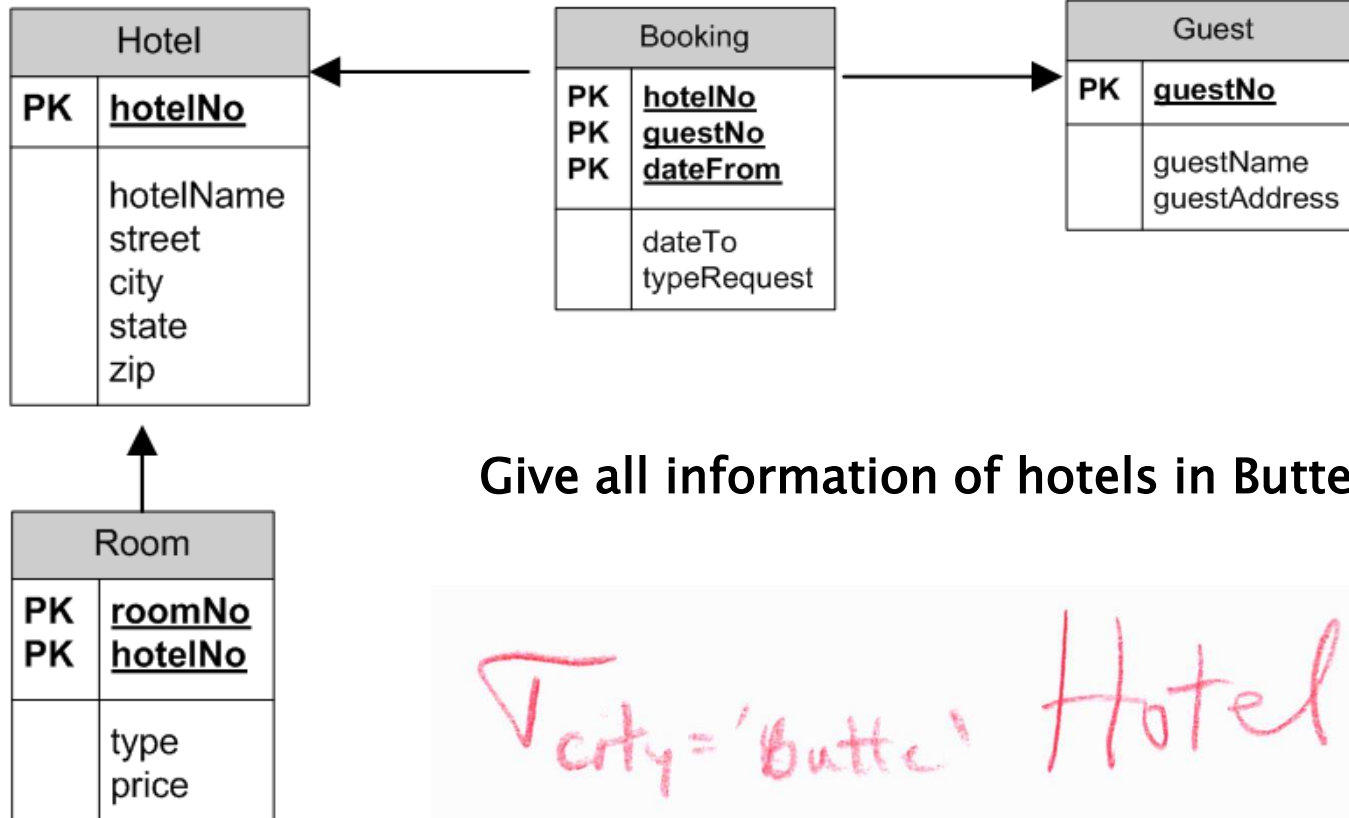 Hotel
PK hotelNo
hotelName
street
city
state
zip
Booking
PK hotelNo
PK guestNo
PK dateFrom
dateTo
typeRequest
Guest
PK guestNo
guestName
guestAddress
Give all information of hotels in Butte
Room
PK roomNo
PK hotelNo
type
price
σ city = 'Butte' Hotel